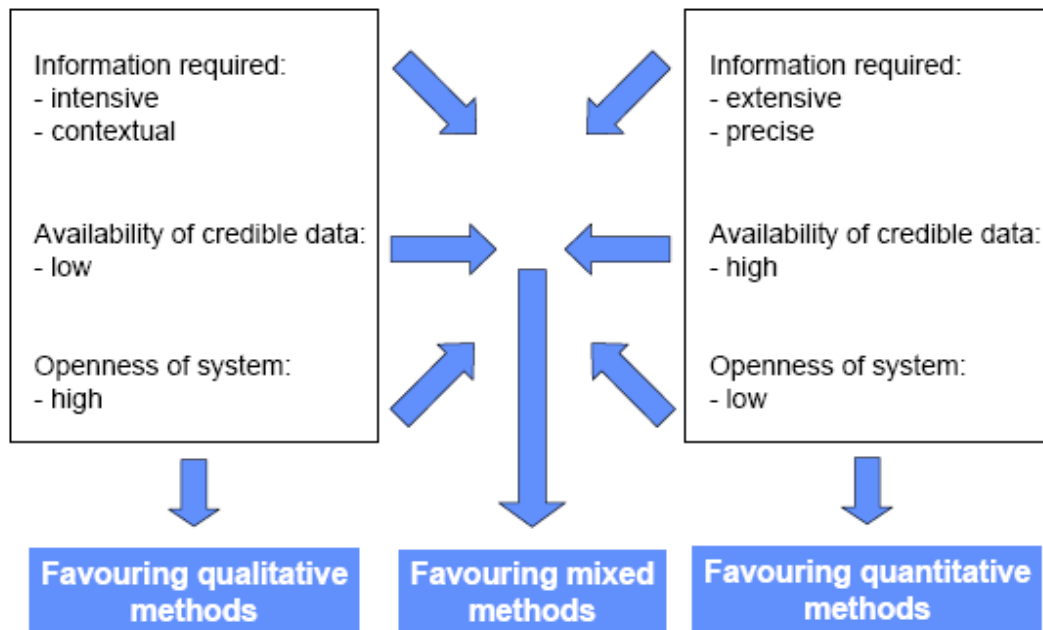 Information required:
- intensive
- contextual
Availability of credible data:
- low
Openness of system:
- high
Information required:
- extensive
- precise
Availability of credible data:
- high
Openness of system:
- low
Favouring qualitative
methods
Favouring mixed
methods
Favouring quantitative
methods